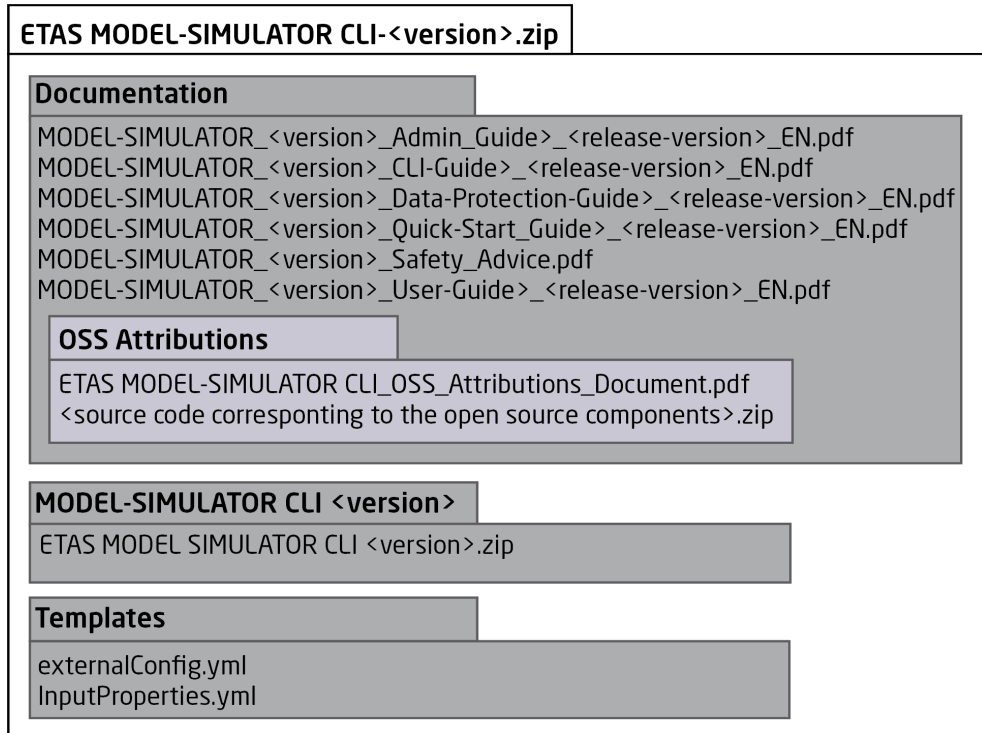 ETAS MODEL-SIMULATOR CLI-<version>.zip
Documentation
MODEL-SIMULATOR_<version>_Admin_Guide>_<release-version>_EN.pdf
MODEL-SIMULATOR_<version>_CLI-Guide>_<release-version>_EN.pdf
MODEL-SIMULATOR_<version>_Data-Protection-Guide>_<release-version>_EN.pdf
MODEL-SIMULATOR_<version>_Quick-Start_Guide>_<release-version>_EN.pdf
MODEL-SIMULATOR_<version>_Safety_Advice.pdf
MODEL-SIMULATOR_<version>_User-Guide>_<release-version>_EN.pdf
OSS Attributions
ETAS MODEL-SIMULATOR CLI_OSS_Attributions_Document.pdf
<source code corresponting to the open source components>.zip
MODEL-SIMULATOR CLI <version>
ETAS MODEL SIMULATOR CLI <version>.zip
Templates
externalConfig.yml
InputProperties.yml